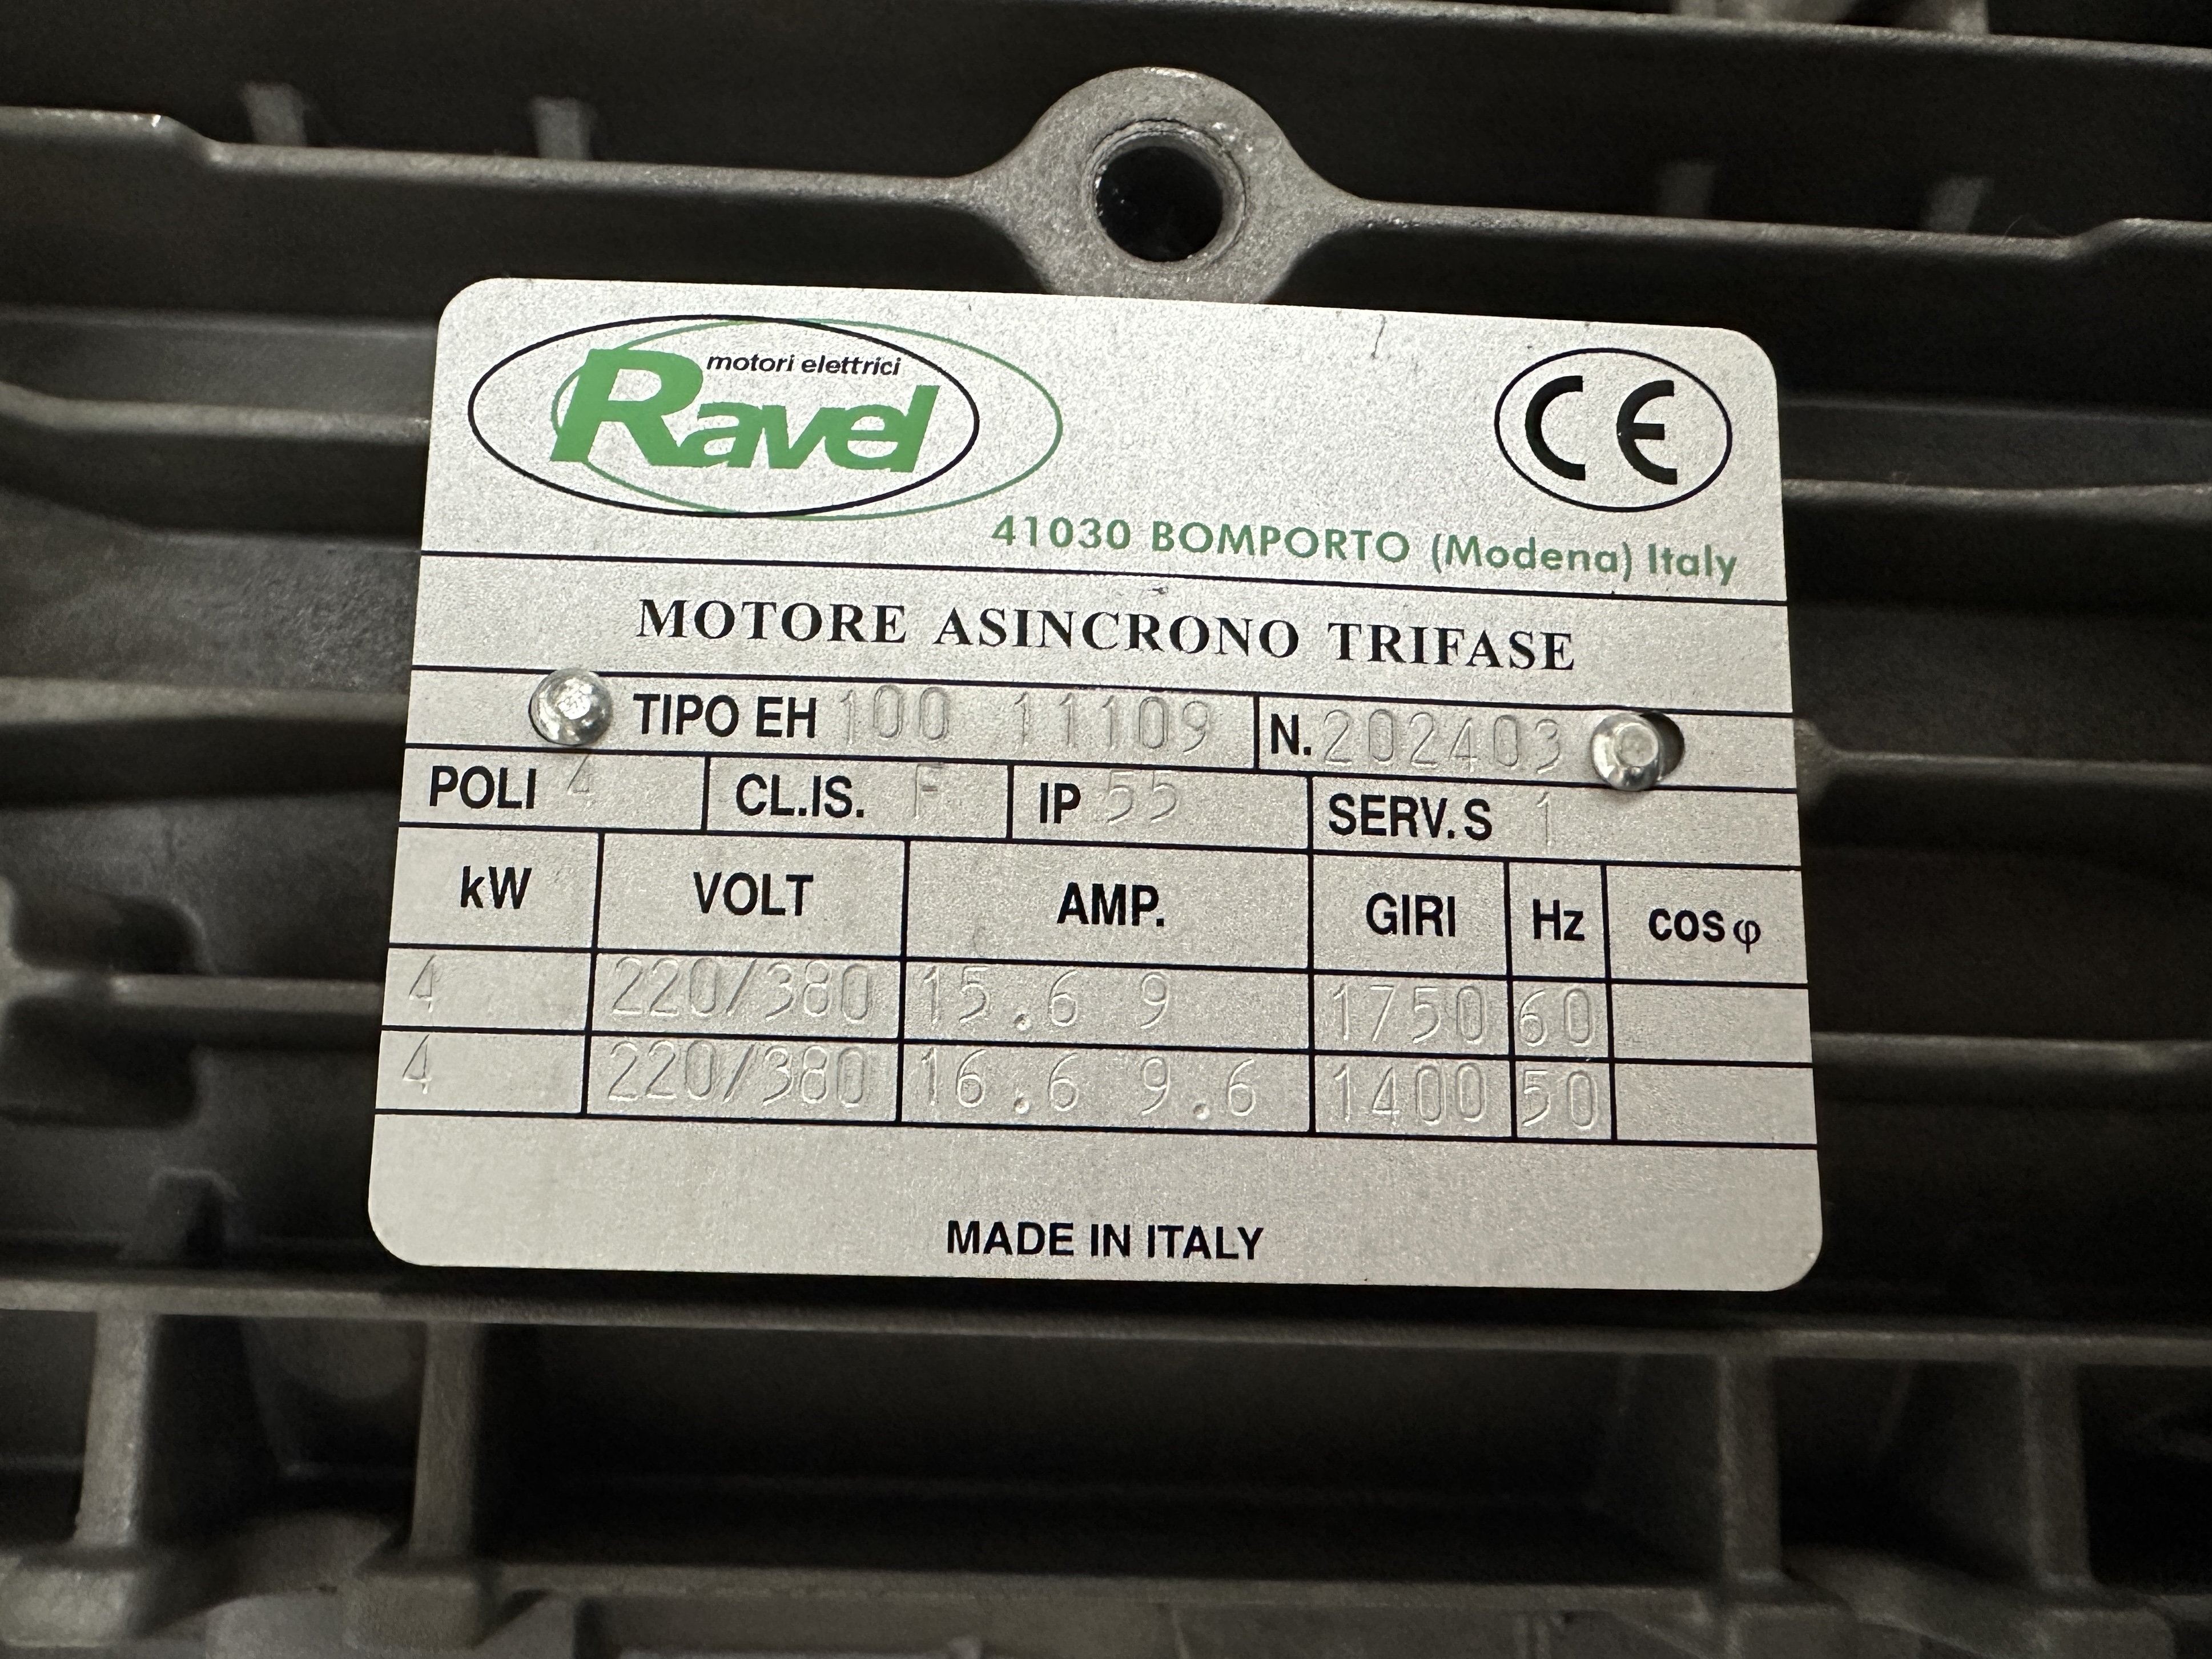 motori elettrici
Ravel
CE
41030 BOMPORTO (Modena) Italy
MOTORE ASINCRONO TRIFASE
TIPO EH 100 11109 N. 202403
POLI 4 CL.IS. F IP 55 SERV. S 1
kW VOLT AMP. GIRI Hz cosφ
4 220/380 15.6 9 1750 60
4 220/380 16.6 9.6 1400 50
MADE IN ITALY